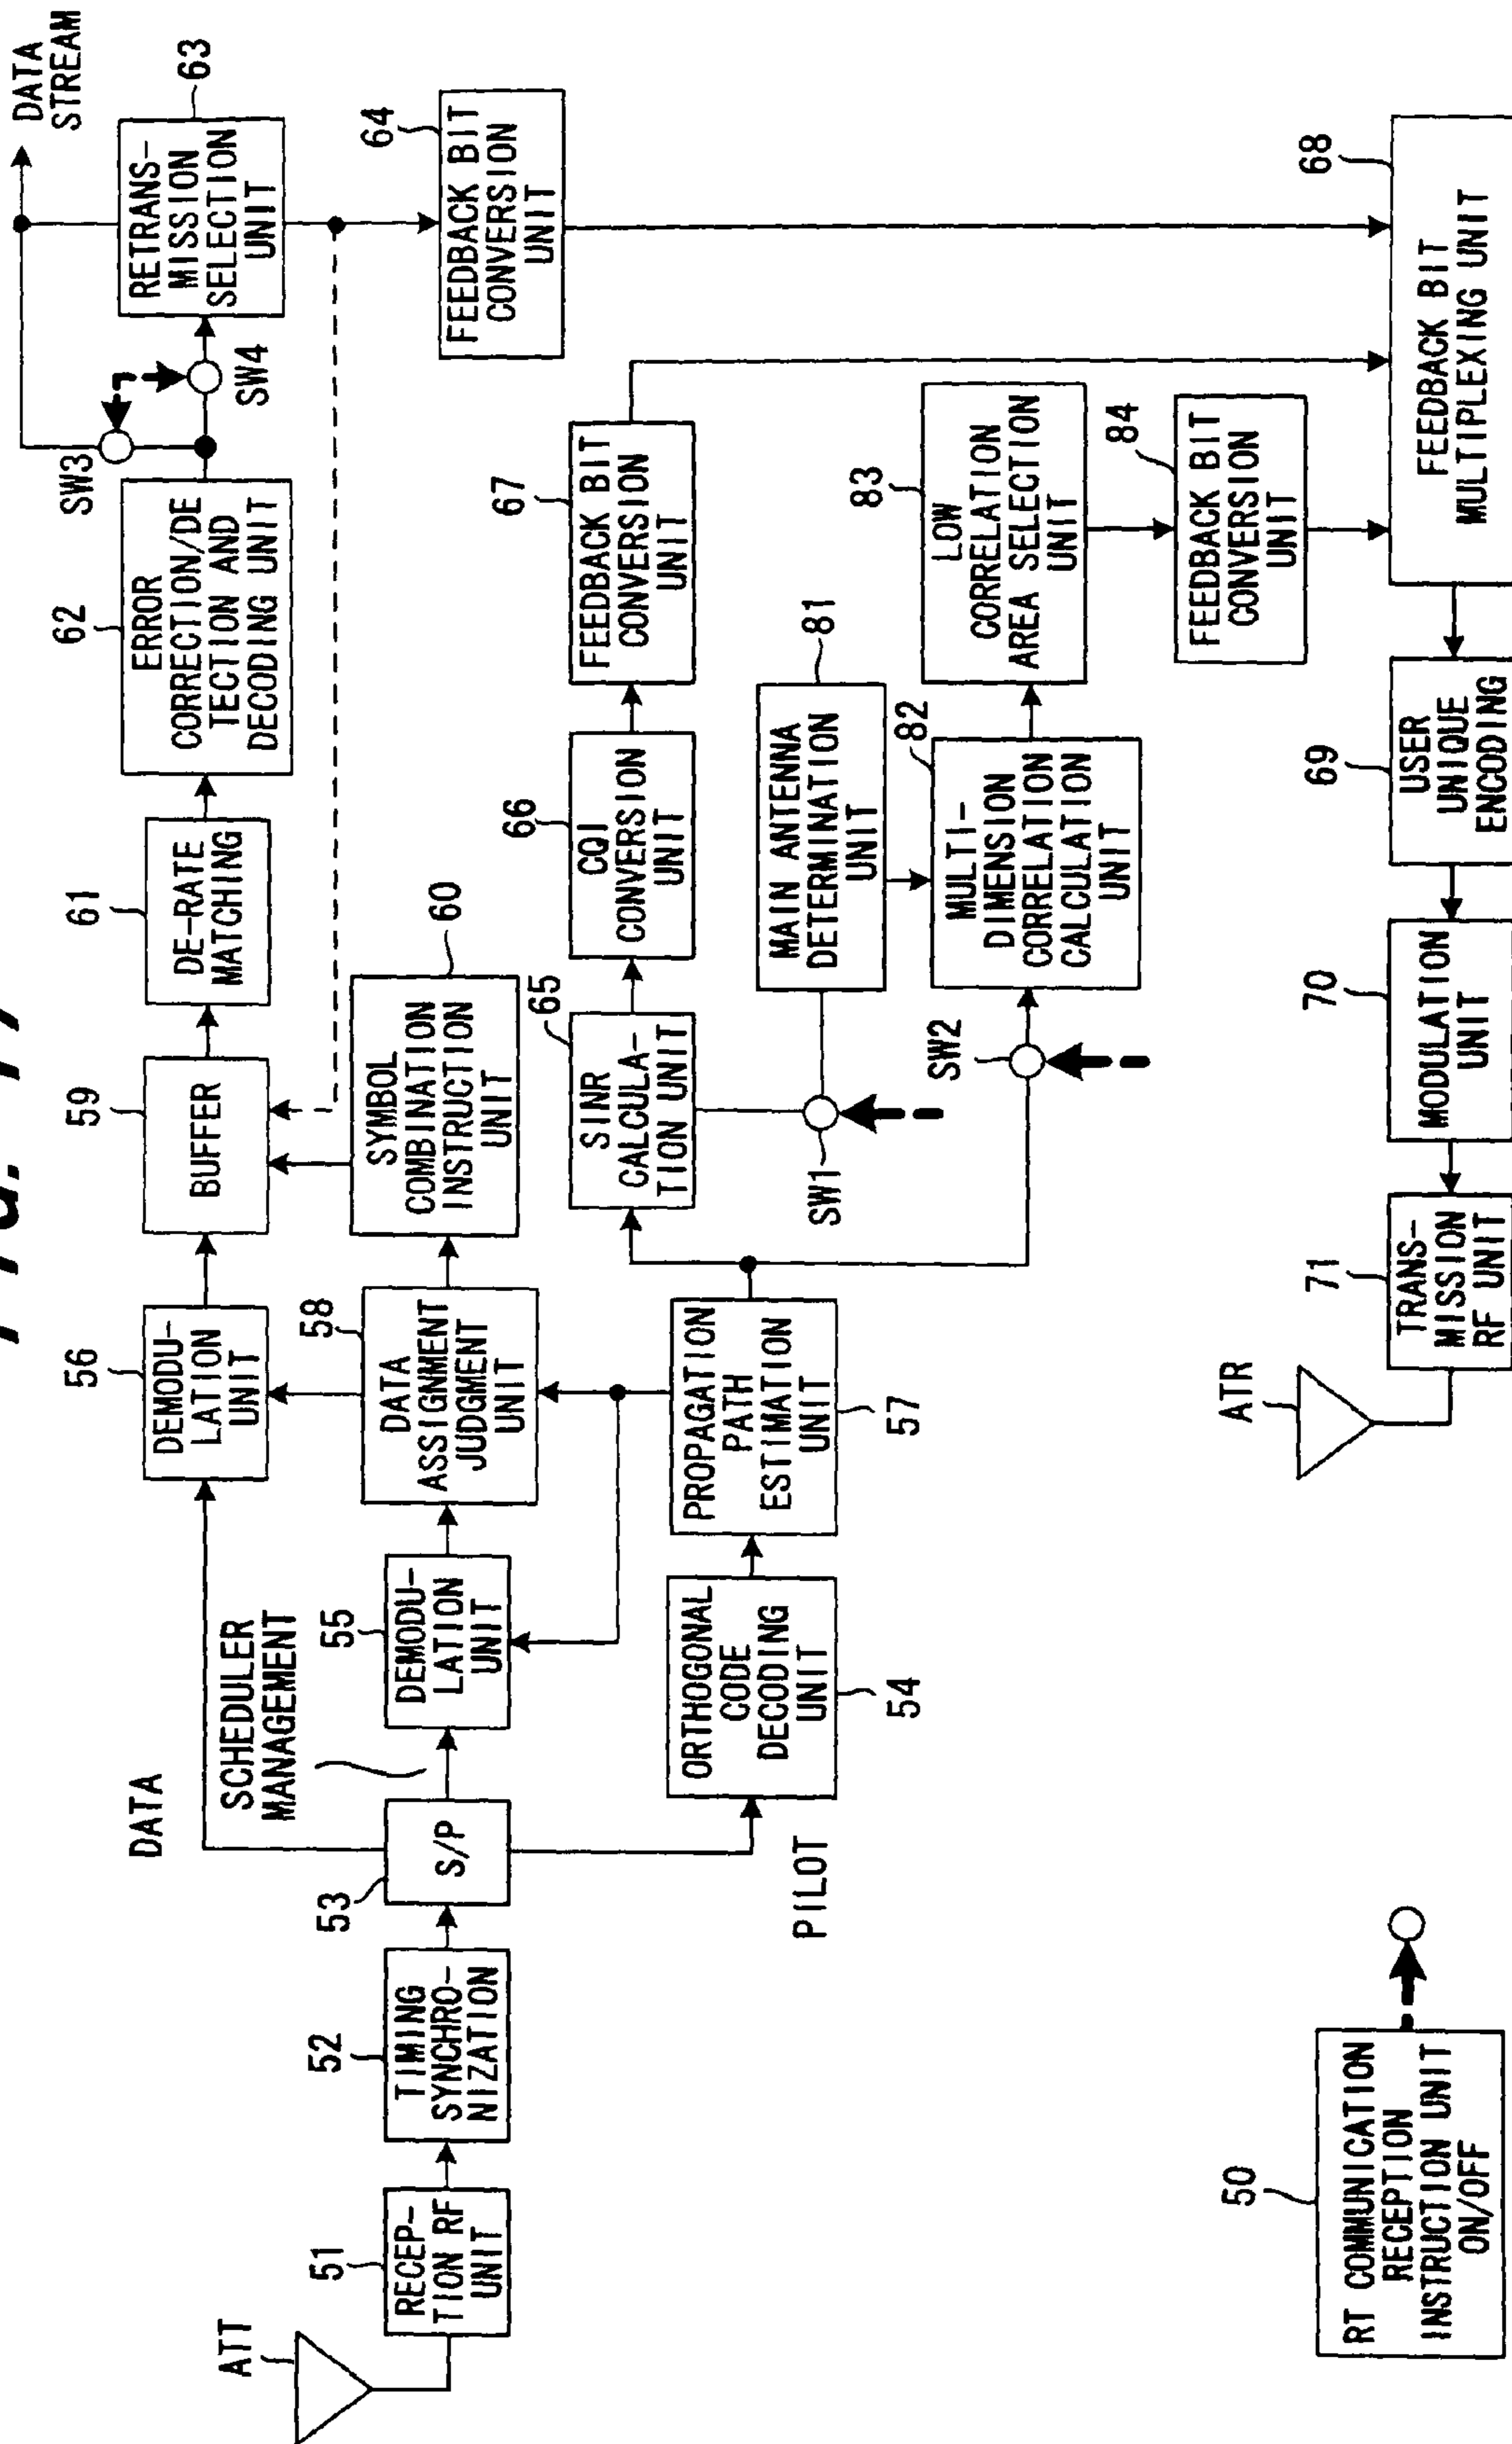 ATT
51
RECEP-
TION RF
UNIT
52
TIMING
SYNCHRO-
NIZATION
53
S/P
DATA
SCHEDULER
MANAGEMENT
PILOT
56
DEMODU-
LATION
UNIT
55
DEMODU-
LATION
UNIT
58
DATA
ASSIGNMENT
JUDGMENT
UNIT
ORTHOGONAL
CODE
DECODING
UNIT
54
PROPAGATION
PATH
ESTIMATION
UNIT
57
59
BUFFER
60
SYMBOL
COMBINATION
INSTRUCTION
UNIT
61
DE-RATE
MATCHING
62
ERROR
CORRECTION/DE
TECTION AND
DECODING UNIT
SW3
SW4
DATA
STREAM
63
RETRANS-
MISSION
SELECTION
UNIT
64
FEEDBACK BIT
CONVERSION
UNIT
65
SINR
CALCULA-
TION UNIT
66
CQI
CONVERSION
UNIT
67
FEEDBACK BIT
CONVERSION
UNIT
SW1
81
MAIN ANTENNA
DETERMINATION
UNIT
SW2
82
MULTI-
DIMENSION
CORRELATION
CALCULATION
UNIT
83
LOW
CORRELATION
AREA SELECTION
UNIT
84
FEEDBACK BIT
CONVERSION
UNIT
68
FEEDBACK BIT
MULTIPLEXING UNIT
69
USER
UNIQUE
ENCODING
70
MODULATION
UNIT
71
TRANS-
MISSION
RF UNIT
ATR
50
RT COMMUNICATION
RECEPTION
INSTRUCTION UNIT
ON/OFF